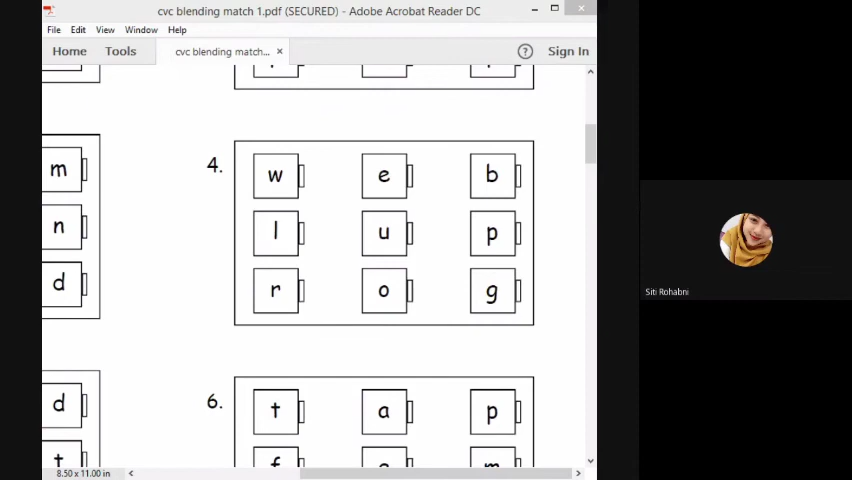 cvc blending match 1.pdf (SECURED) - Adobe Acrobat Reader DC
File Edit View Window Help
Home Tools cvc blending match... × ? Sign In
4.
m w e b
n l u p
d r o g
6.
d t a p
8.50 x 11.00 in
Siti Rohabni